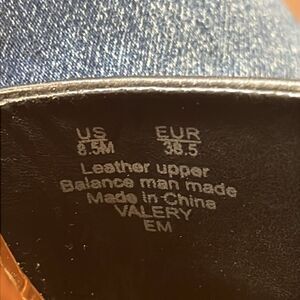 US EUR
8.5M 38.5
Leather upper
Balance man made
Made in China
VALERY
EM